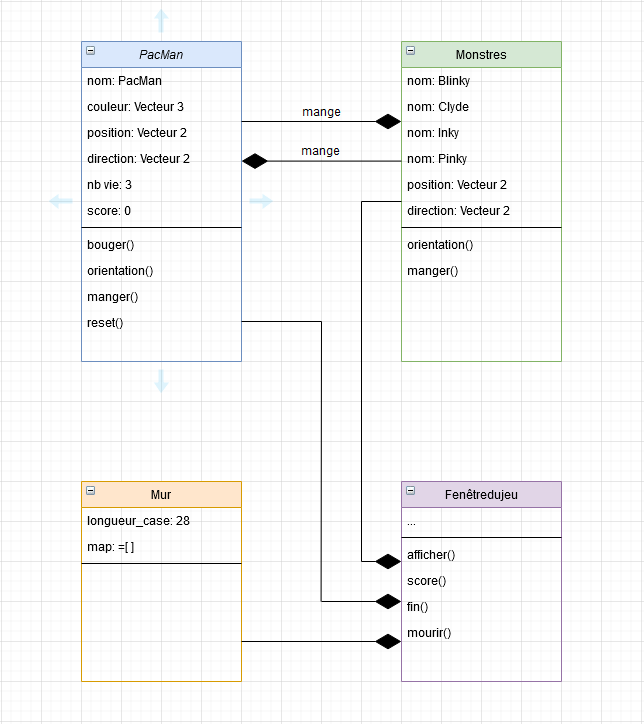 PacMan
nom: PacMan
couleur: Vecteur 3
position: Vecteur 2
direction: Vecteur 2
nb vie: 3
score: 0
bouger()
orientation()
manger()
reset()
mange
mange
Monstres
nom: Blinky
nom: Clyde
nom: Inky
nom: Pinky
position: Vecteur 2
direction: Vecteur 2
orientation()
manger()
Mur
longueur_case: 28
map: =[ ]
Fenêtredujeu
...
afficher()
score()
fin()
mourir()